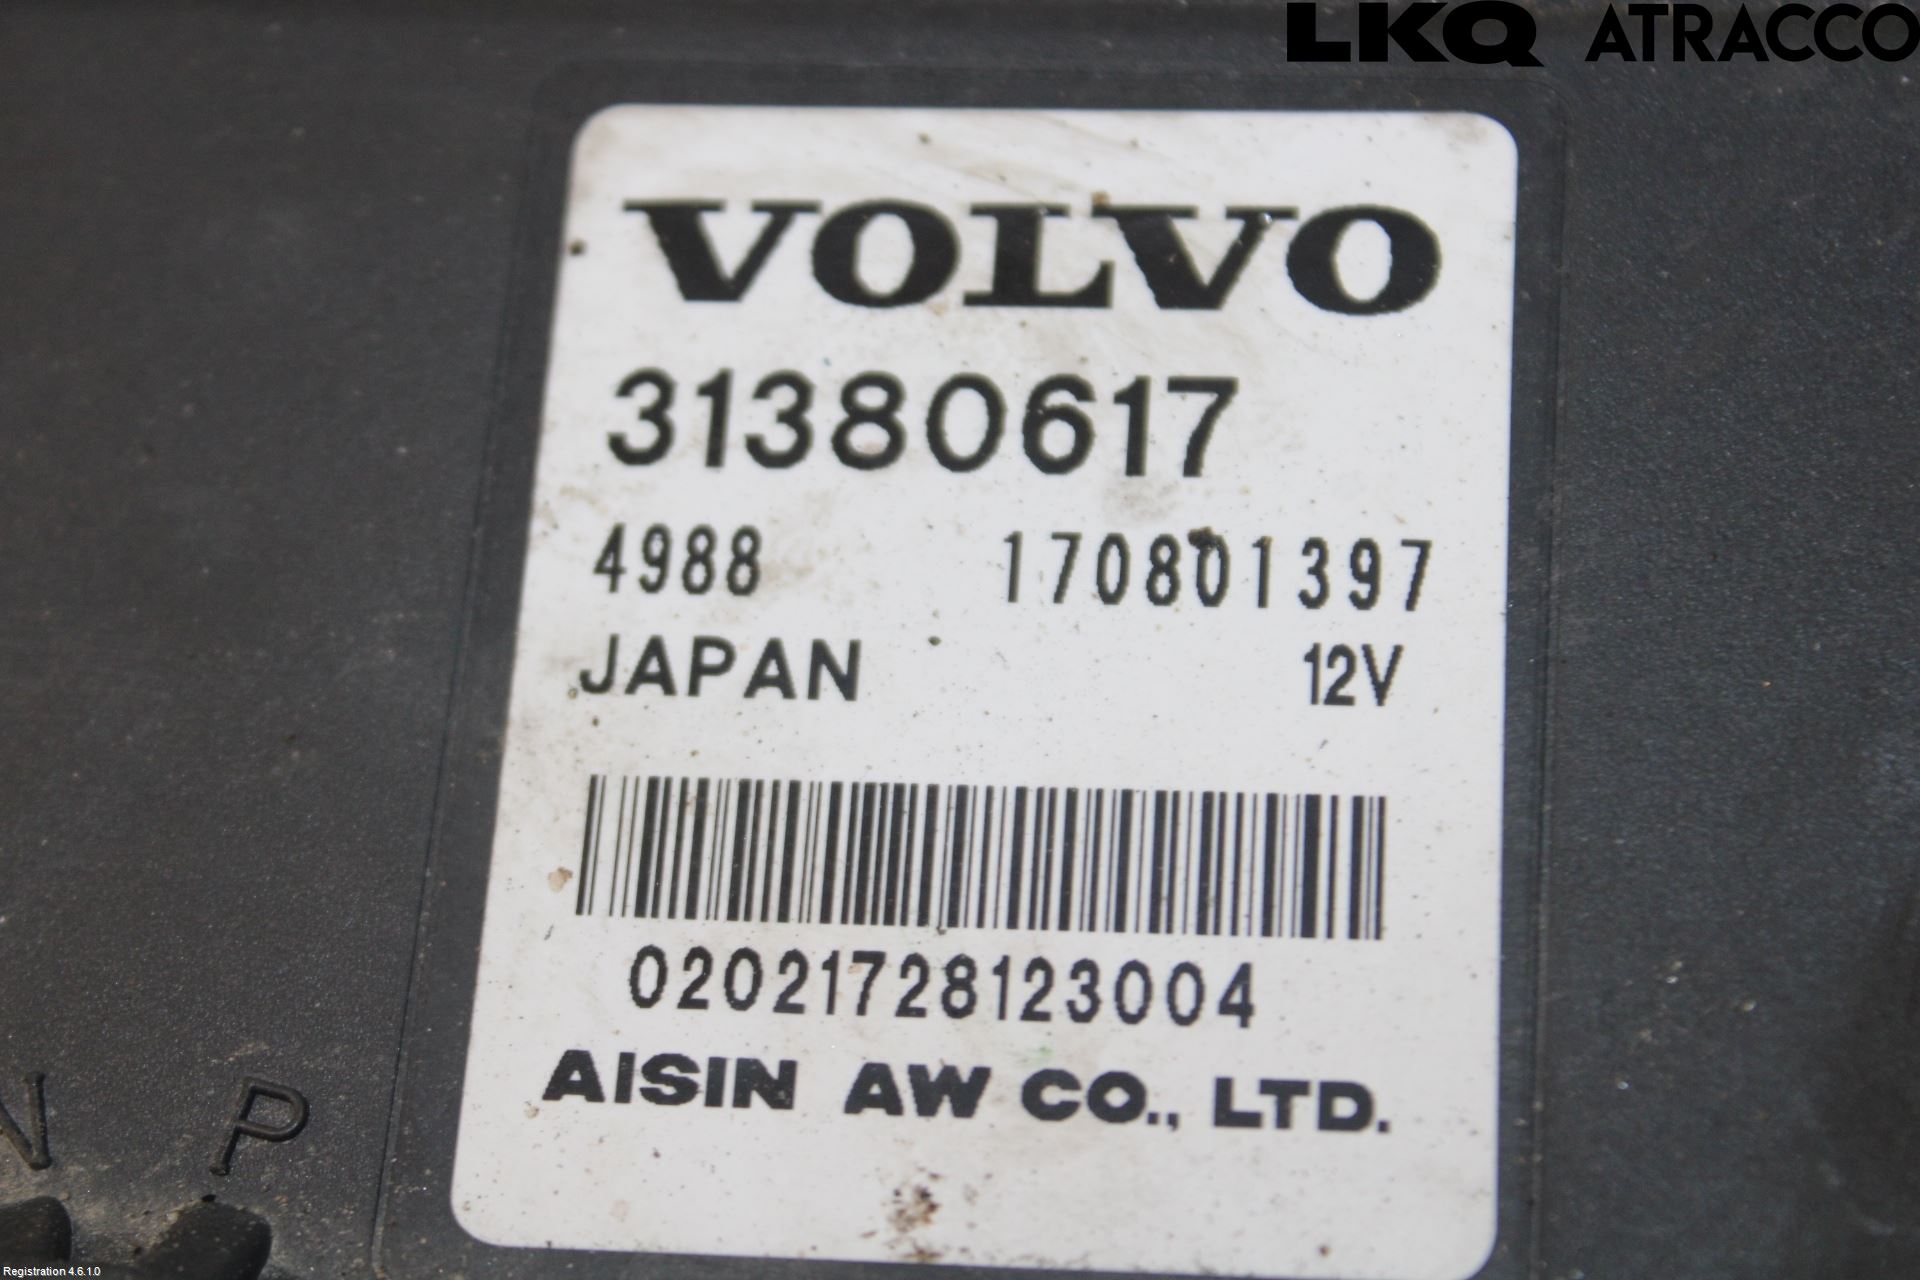 LKQ ATRACCO
VOLVO
31380617
4988 170801397
JAPAN 12V
02021728123004
AISIN AW CO., LTD.
N P
Registration 4.6.1.0